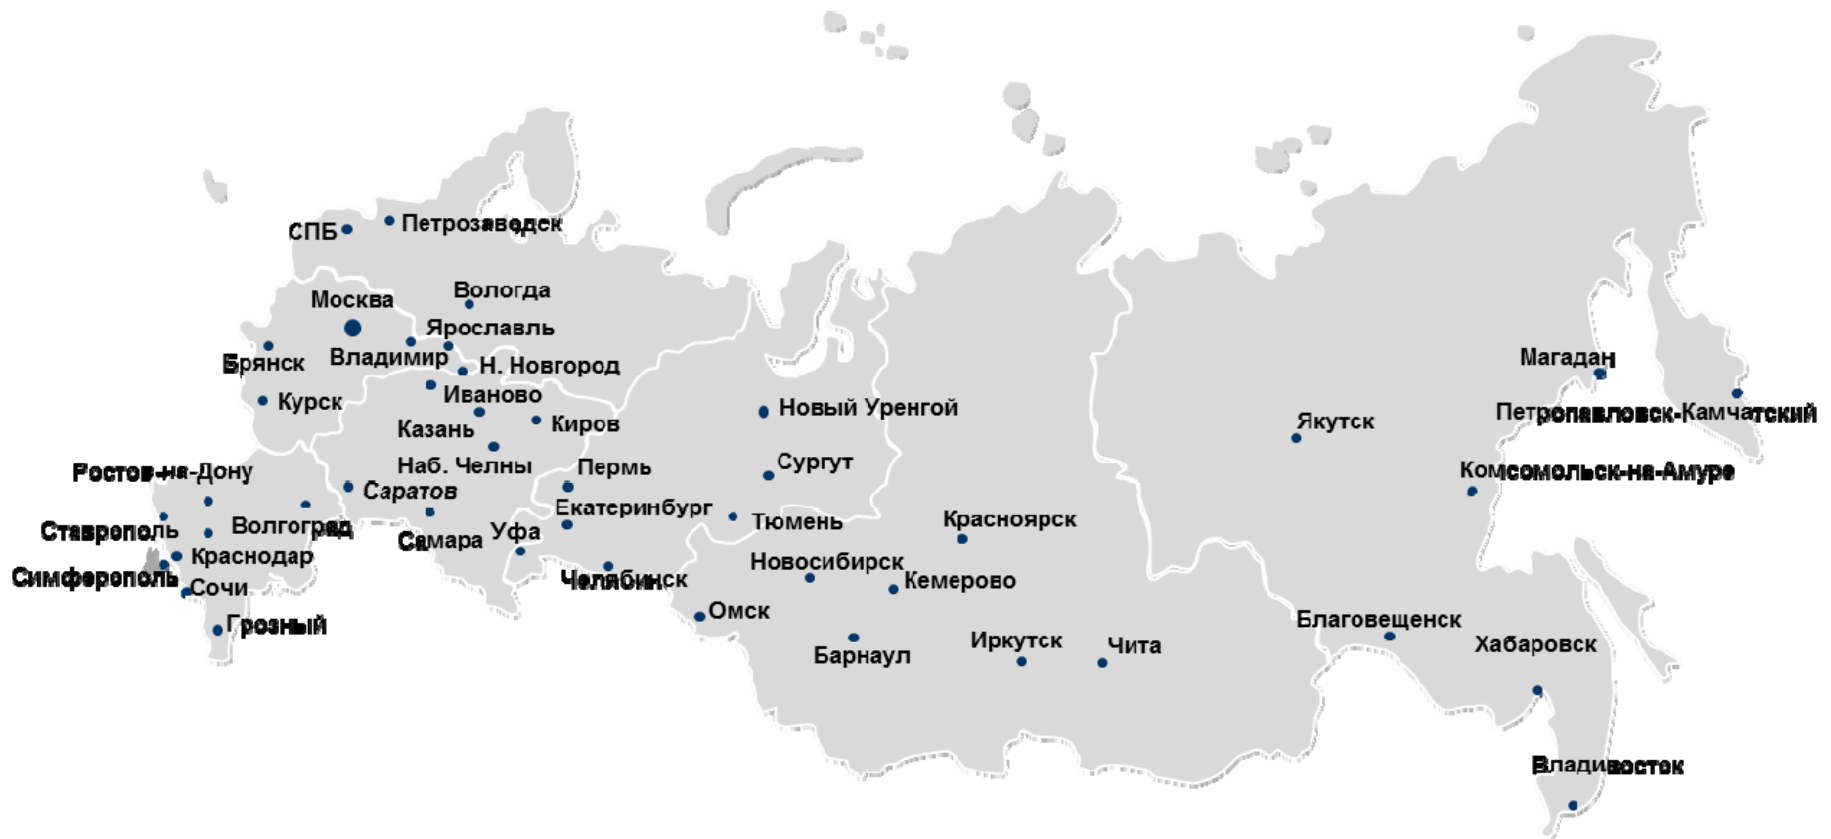 СПБ
Петрозаводск
Вологда
Москва
Ярославль
Брянск
Владимир
Н. Новгород
Курск
Иваново
Казань
Киров
Наб. Челны
Пермь
Новый Уренгой
Сургут
Ростов-на-Дону
Саратов
Екатеринбург
Тюмень
Ставрополь
Волгоград
Самара
Уфа
Краснодар
Симферополь
Сочи
Челябинск
Грозный
Омск
Новосибирск
Красноярск
Кемерово
Барнаул
Иркутск
Чита
Якутск
Магадан
Петропавловск-Камчатский
Комсомольск-на-Амуре
Благовещенск
Хабаровск
Владивосток